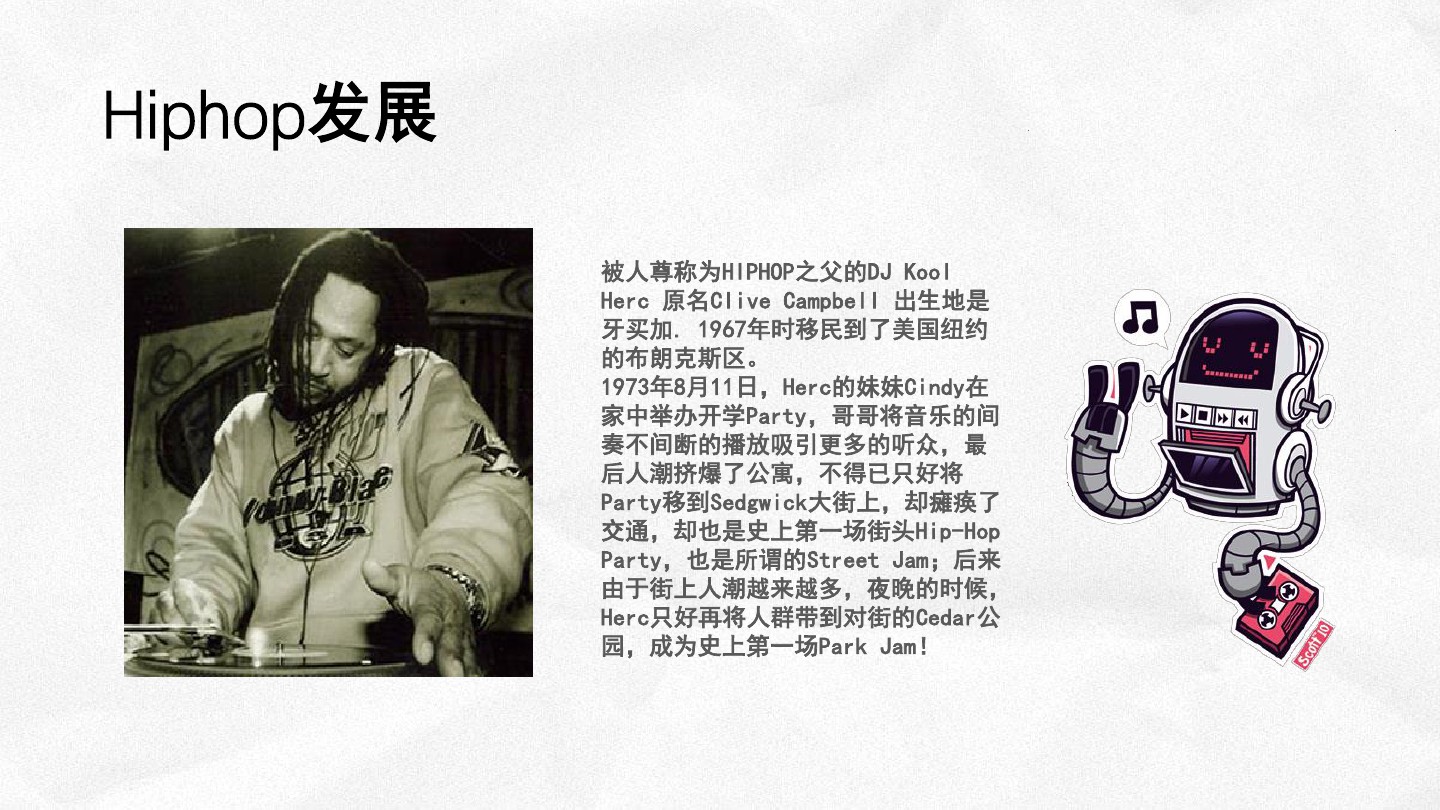 Hiphop发展
被人尊称为HIPHOP之父的DJ Kool
Herc 原名Clive Campbell 出生地是
牙买加. 1967年时移民到了美国纽约
的布朗克斯区。
1973年8月11日，Herc的妹妹Cindy在
家中举办开学Party，哥哥将音乐的间
奏不间断的播放吸引更多的听众，最
后人潮挤爆了公寓，不得已只好将
Party移到Sedgwick大街上，却瘫痪了
交通，却也是史上第一场街头Hip-Hop
Party，也是所谓的Street Jam；后来
由于街上人潮越来越多，夜晚的时候，
Herc只好再将人群带到对街的Cedar公
园，成为史上第一场Park Jam！
Scott'10